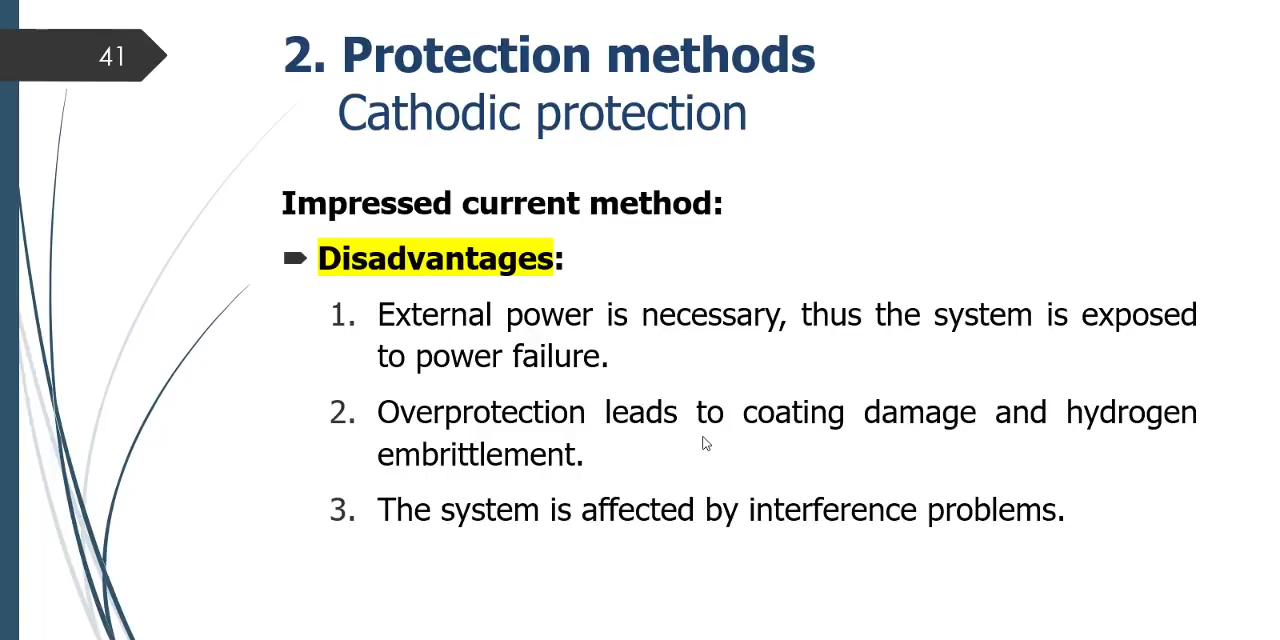 41
2. Protection methods
Cathodic protection
Impressed current method:
Disadvantages:
1. External power is necessary, thus the system is exposed
to power failure.
2. Overprotection leads to coating damage and hydrogen
embrittlement.
3. The system is affected by interference problems.